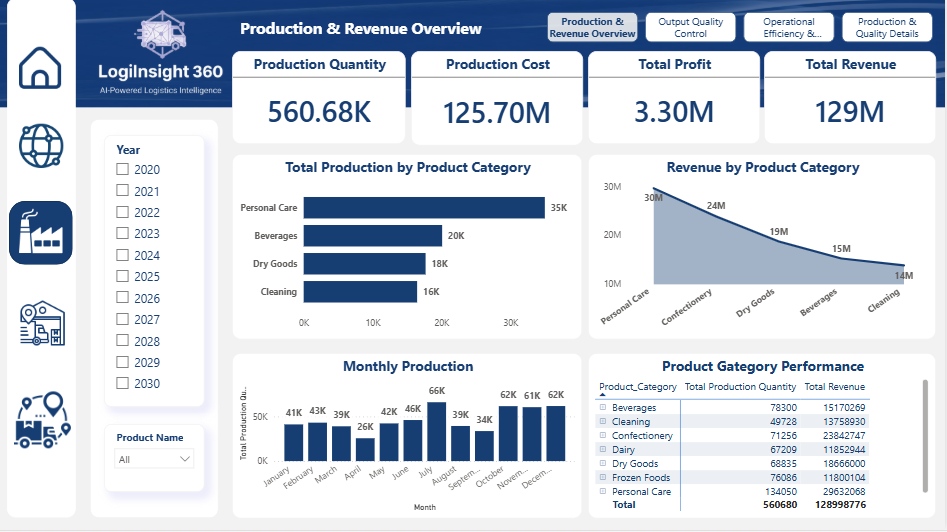 LogiInsight 360
AI-Powered Logistics Intelligence
Production & Revenue Overview
Production &
Revenue Overview
Output Quality
Control
Operational
Efficiency &...
Production &
Quality Details
Production Quantity
560.68K
Production Cost
125.70M
Total Profit
3.30M
Total Revenue
129M
Year
2020
2021
2022
2023
2024
2025
2026
2027
2028
2029
2030
Product Name
All
Total Production by Product Category
Personal Care
35K
Beverages
20K
Dry Goods
18K
Cleaning
16K
0K 10K 20K 30K
Revenue by Product Category
30M
20M
10M
30M
24M
19M
15M
14M
Personal Care
Confectionery
Dry Goods
Beverages
Cleaning
Monthly Production
Total Production Qu...
50K
0K
41K 43K 39K 26K 42K 46K 66K 39K 34K 62K 61K 62K
January February March April May June July August Septem... October Novem... Decem...
Month
Product Gategory Performance
Product_Category Total Production Quantity Total Revenue
Beverages 78300 15170269
Cleaning 49728 13758930
Confectionery 71256 23842747
Dairy 67209 11852944
Dry Goods 68835 18666000
Frozen Foods 76086 11800104
Personal Care 134050 29632068
Total 560680 128998776